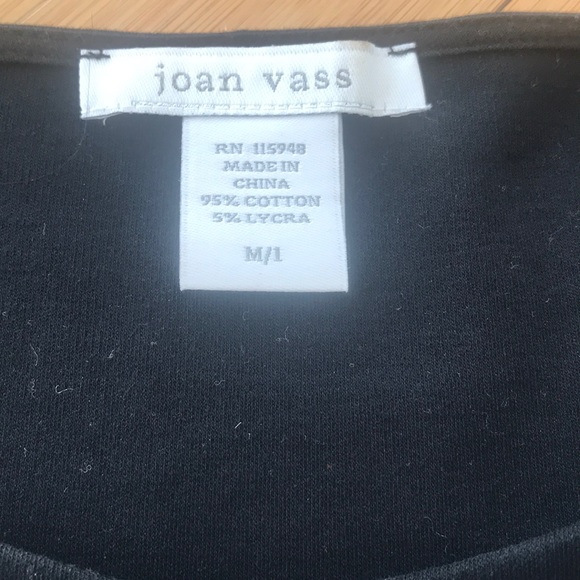 joan vass
RN 115948
MADE IN
CHINA
95% COTTON
5% LYCRA
M/1